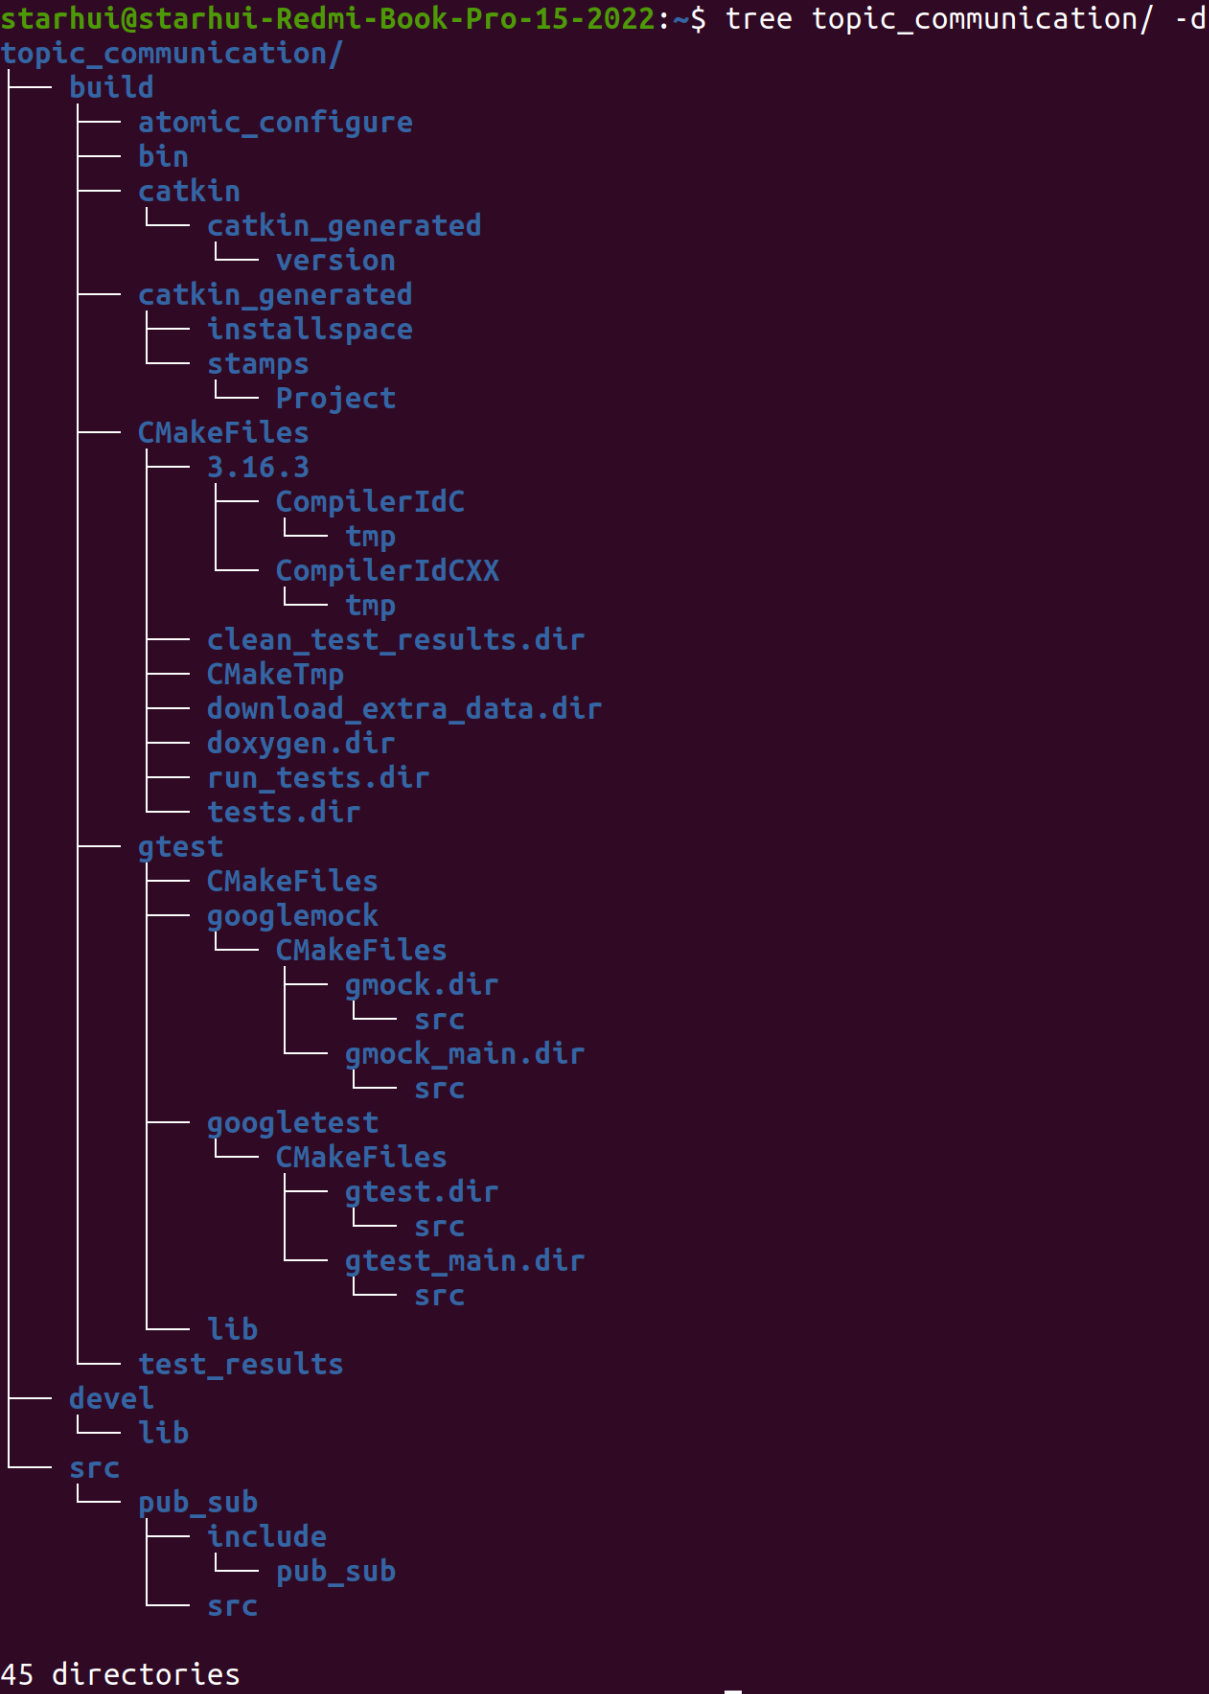 starhui@starhui-Redmi-Book-Pro-15-2022:~$ tree topic_communication/ -d
topic_communication/
├── build
│   ├── atomic_configure
│   ├── bin
│   ├── catkin
│   │   └── catkin_generated
│   │       └── version
│   ├── catkin_generated
│   │   ├── installspace
│   │   └── stamps
│   │       └── Project
│   ├── CMakeFiles
│   │   ├── 3.16.3
│   │   │   ├── CompilerIdC
│   │   │   │   └── tmp
│   │   │   └── CompilerIdCXX
│   │   │       └── tmp
│   │   ├── clean_test_results.dir
│   │   ├── CMakeTmp
│   │   ├── download_extra_data.dir
│   │   ├── doxygen.dir
│   │   ├── run_tests.dir
│   │   └── tests.dir
│   ├── gtest
│   │   ├── CMakeFiles
│   │   ├── googlemock
│   │   │   └── CMakeFiles
│   │   │       ├── gmock.dir
│   │   │       │   └── src
│   │   │       └── gmock_main.dir
│   │   │           └── src
│   │   ├── googletest
│   │   │   └── CMakeFiles
│   │   │       ├── gtest.dir
│   │   │       │   └── src
│   │   │       └── gtest_main.dir
│   │   │           └── src
│   │   └── lib
│   └── test_results
├── devel
│   └── lib
└── src
    └── pub_sub
        ├── include
        │   └── pub_sub
        └── src
45 directories